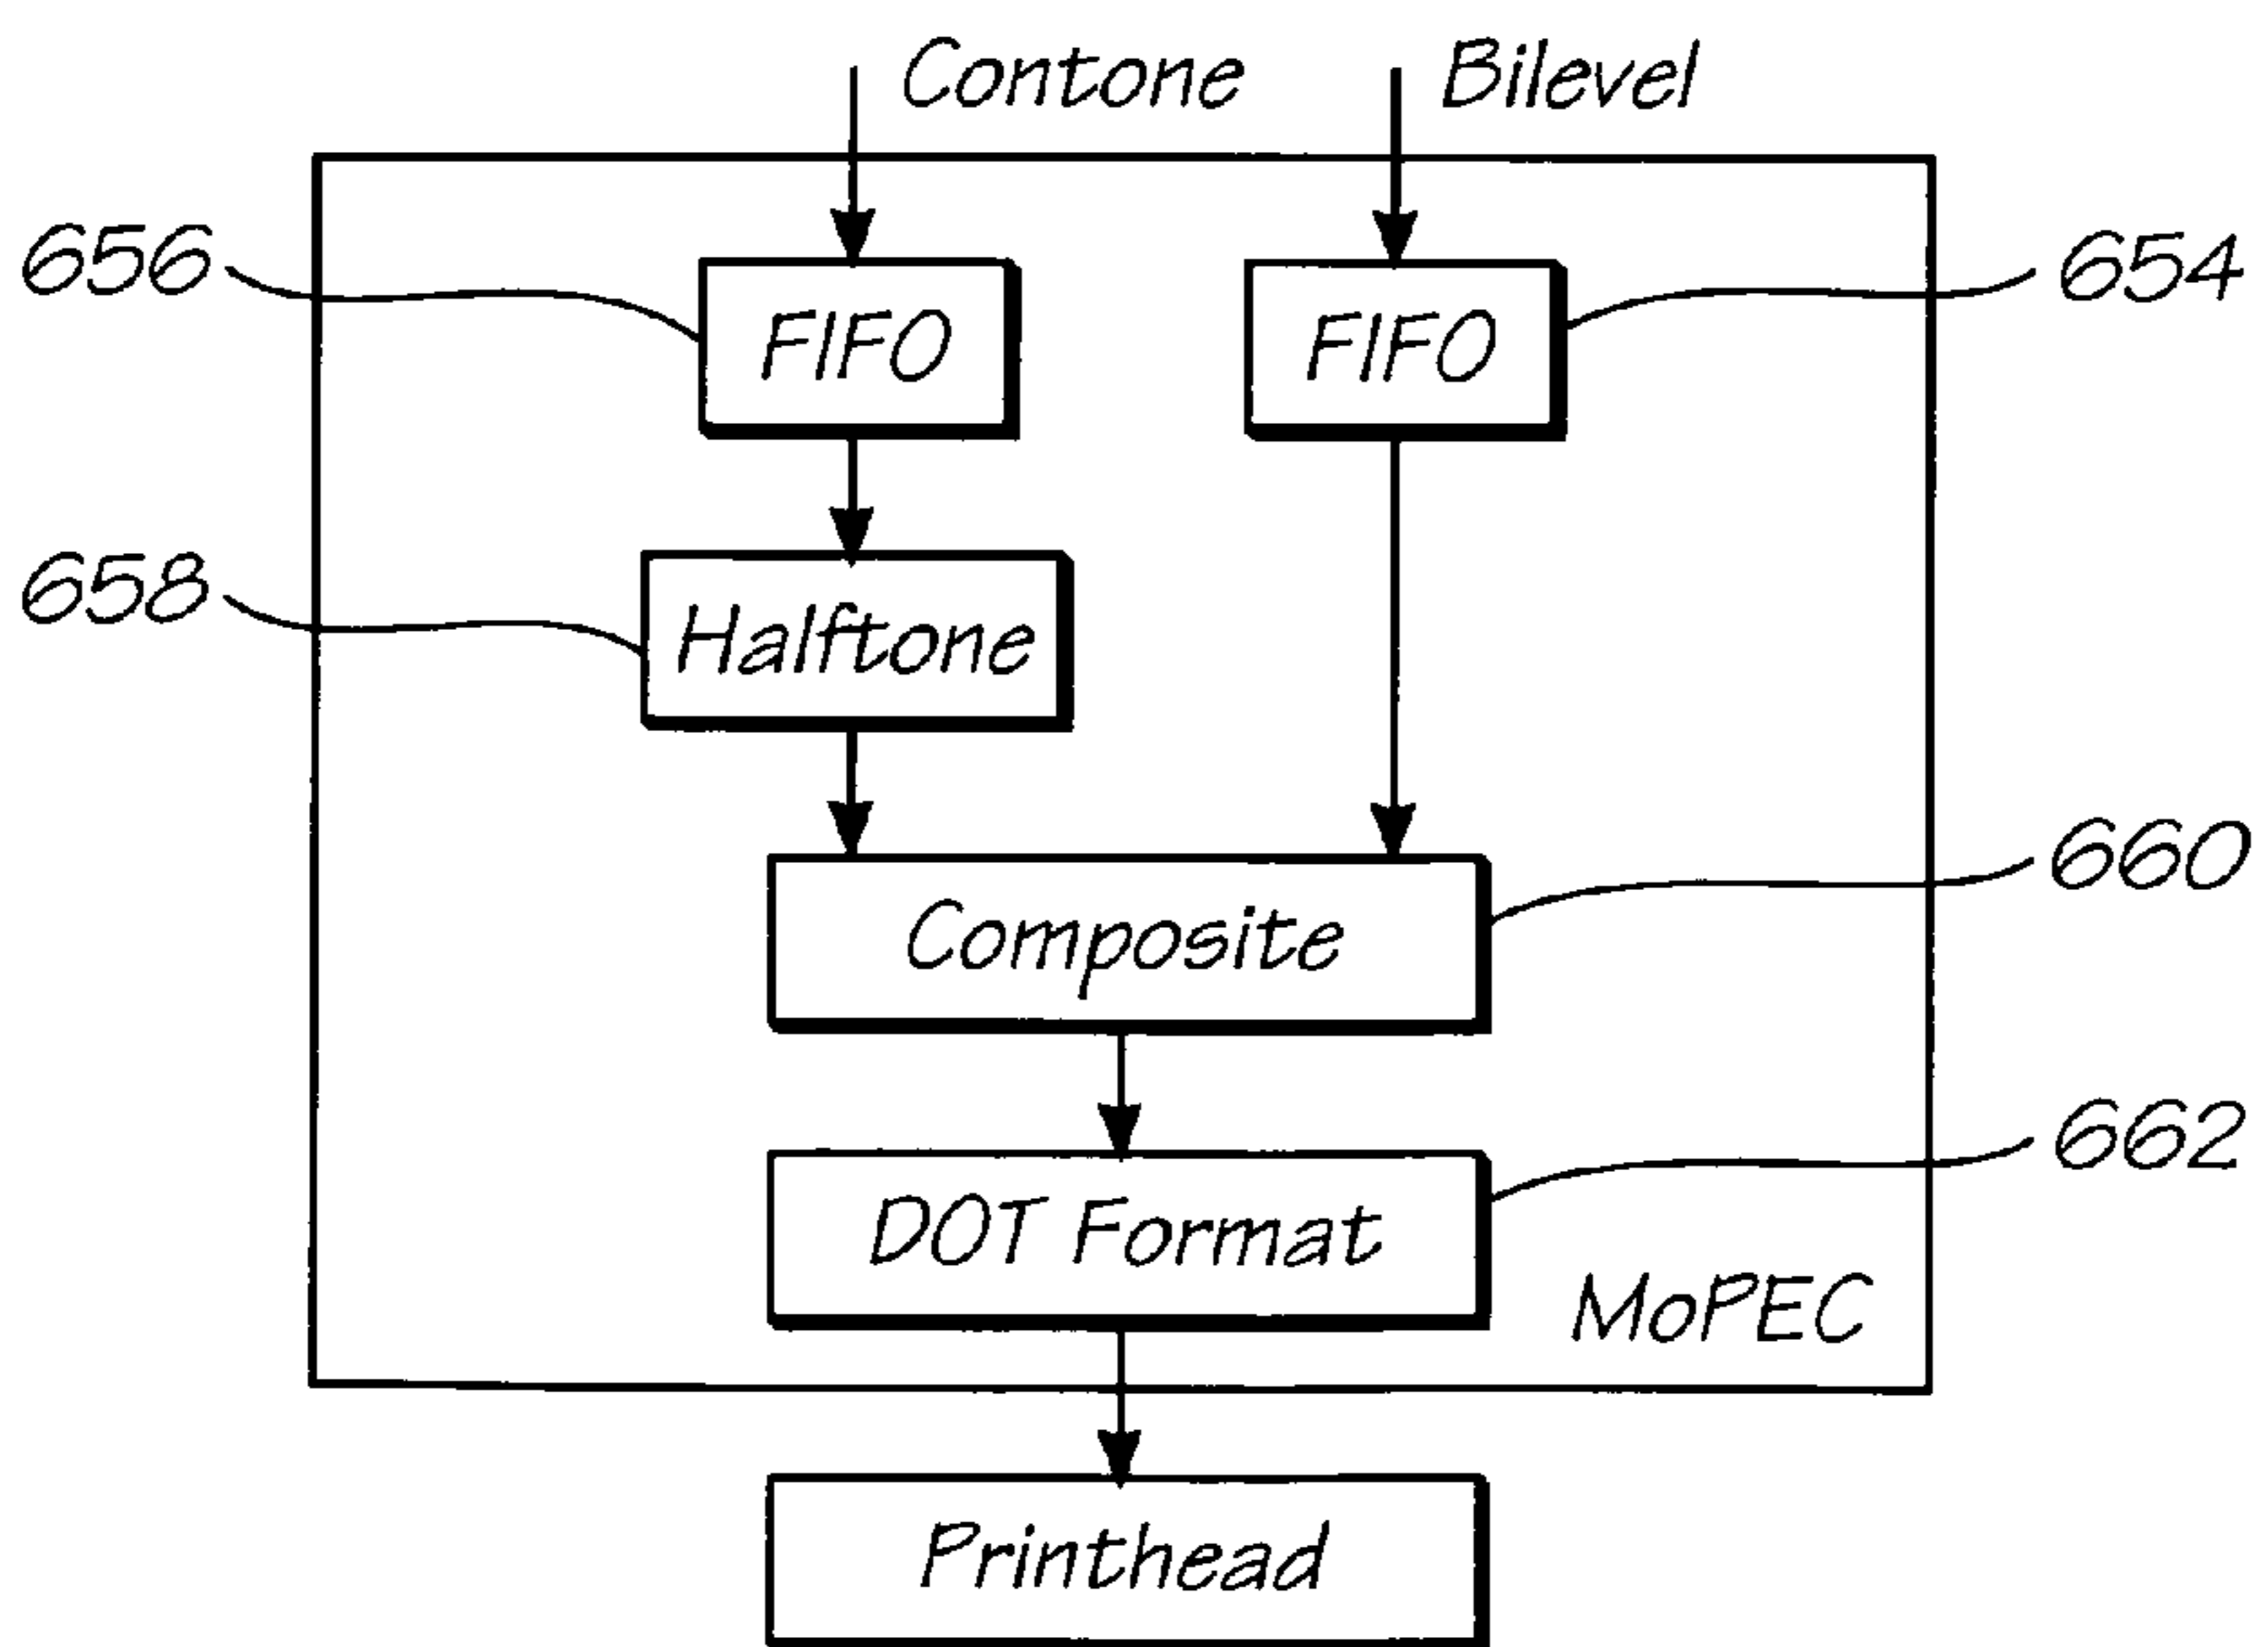 Contone
Bilevel
656
FIFO
FIFO
654
658
Halftone
Composite
660
DOT Format
662
MoPEC
Printhead